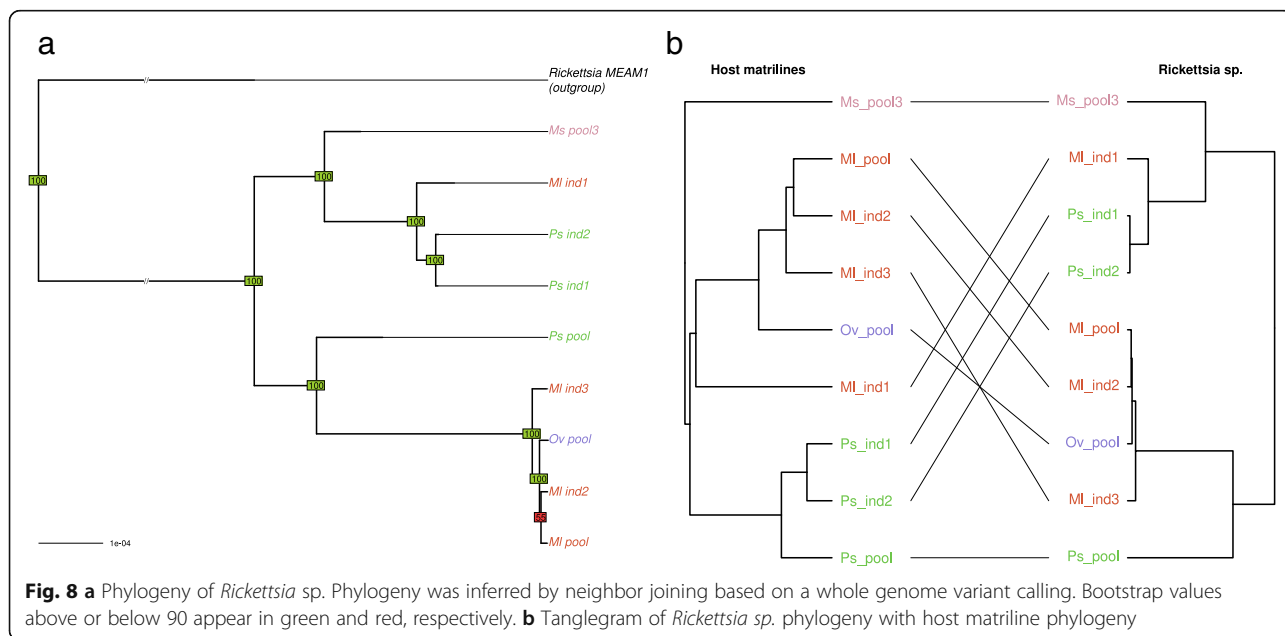 a
Rickettsia MEAM1
(outgroup)
Ms pool3
Ml ind1
Ps ind2
Ps ind1
Ps pool
Ml ind3
Ov pool
Ml ind2
Ml pool
100
100
100
100
100
100
100
100
55
//
//
1e-04
b
Host matrilines
Rickettsia sp.
Ms_pool3
Ms_pool3
Ml_pool
Ml_ind1
Ml_ind2
Ps_ind1
Ml_ind3
Ps_ind2
Ov_pool
Ml_pool
Ml_ind1
Ml_ind2
Ps_ind1
Ov_pool
Ps_ind2
Ml_ind3
Ps_pool
Ps_pool
Fig. 8 a Phylogeny of Rickettsia sp. Phylogeny was inferred by neighbor joining based on a whole genome variant calling. Bootstrap values
above or below 90 appear in green and red, respectively. b Tanglegram of Rickettsia sp. phylogeny with host matriline phylogeny